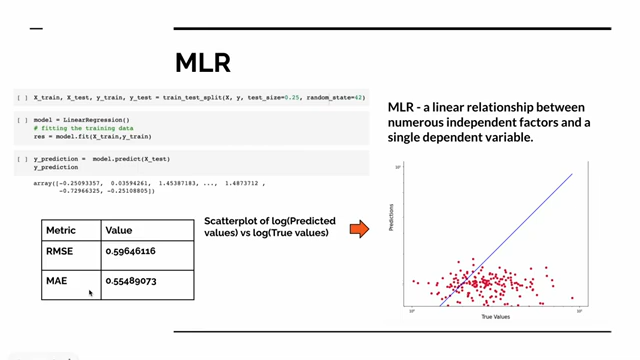 MLR
[ ] X_train, X_test, y_train, y_test = train_test_split(X, y, test_size=0.25, random_state=42)
[ ] model = LinearRegression()
# fitting the training data
res = model.fit(X_train,y_train)
[ ] y_prediction = model.predict(X_test)
y_prediction
array([-0.25093357, 0.03594261, 1.45387183, ..., 1.4873712 ,
-0.72966325, -0.25108805])
Metric Value
RMSE 0.59646116
MAE 0.55489073
Scatterplot of log(Predicted
values) vs log(True values)
MLR - a linear relationship between
numerous independent factors and a
single dependent variable.
Predictions
True Values